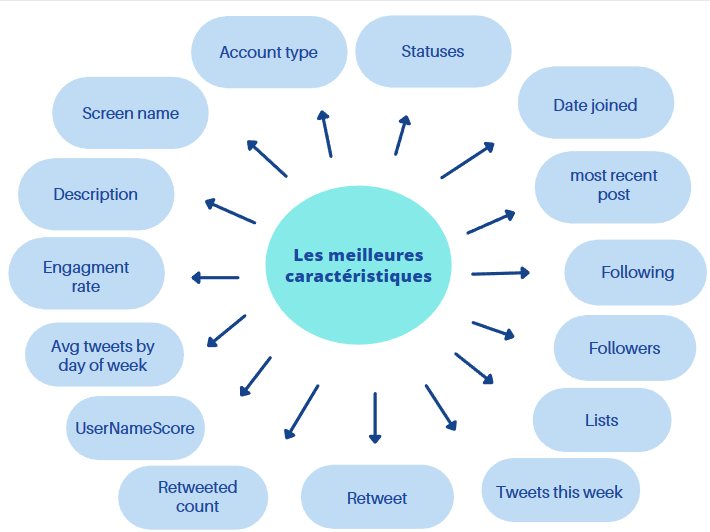 Account type
Statuses
Screen name
Date joined
Description
most recent
post
Les meilleures
caractéristiques
Engagment
rate
Following
Avg tweets by
day of week
Followers
UserNameScore
Lists
Retweeted
count
Retweet
Tweets this week